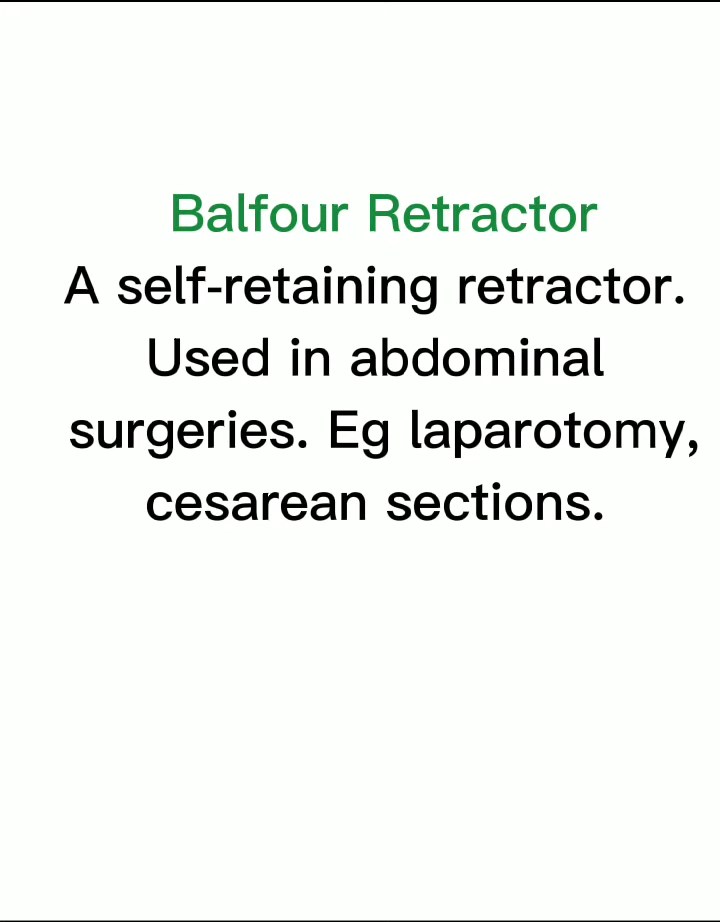 Balfour Retractor
A self-retaining retractor.
Used in abdominal
surgeries. Eg laparotomy,
cesarean sections.